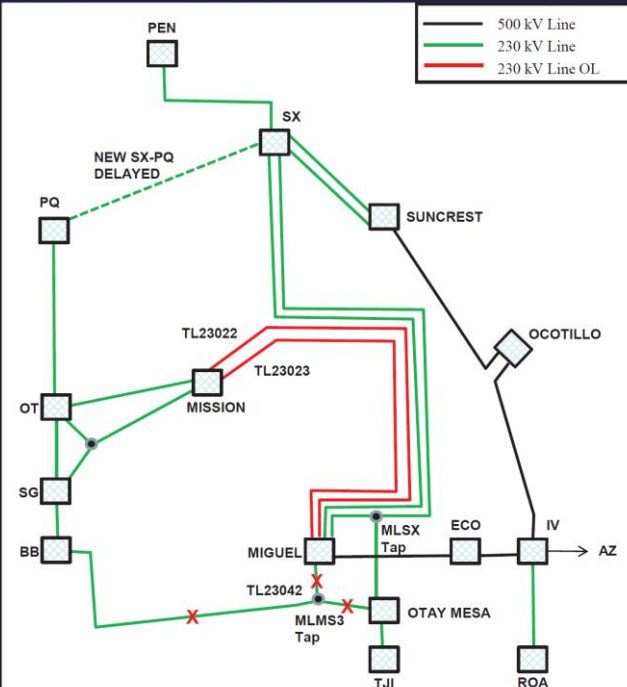 500 kV Line
230 kV Line
230 kV Line OL
PEN
SX
NEW SX-PQ
DELAYED
PQ
SUNCREST
OCOTILLO
TL23022
TL23023
MISSION
OT
SG
BB
MIGUEL
MLSX
Tap
ECO
IV
AZ
TL23042
X
X
X
MLMS3
Tap
OTAY MESA
TJI
ROA